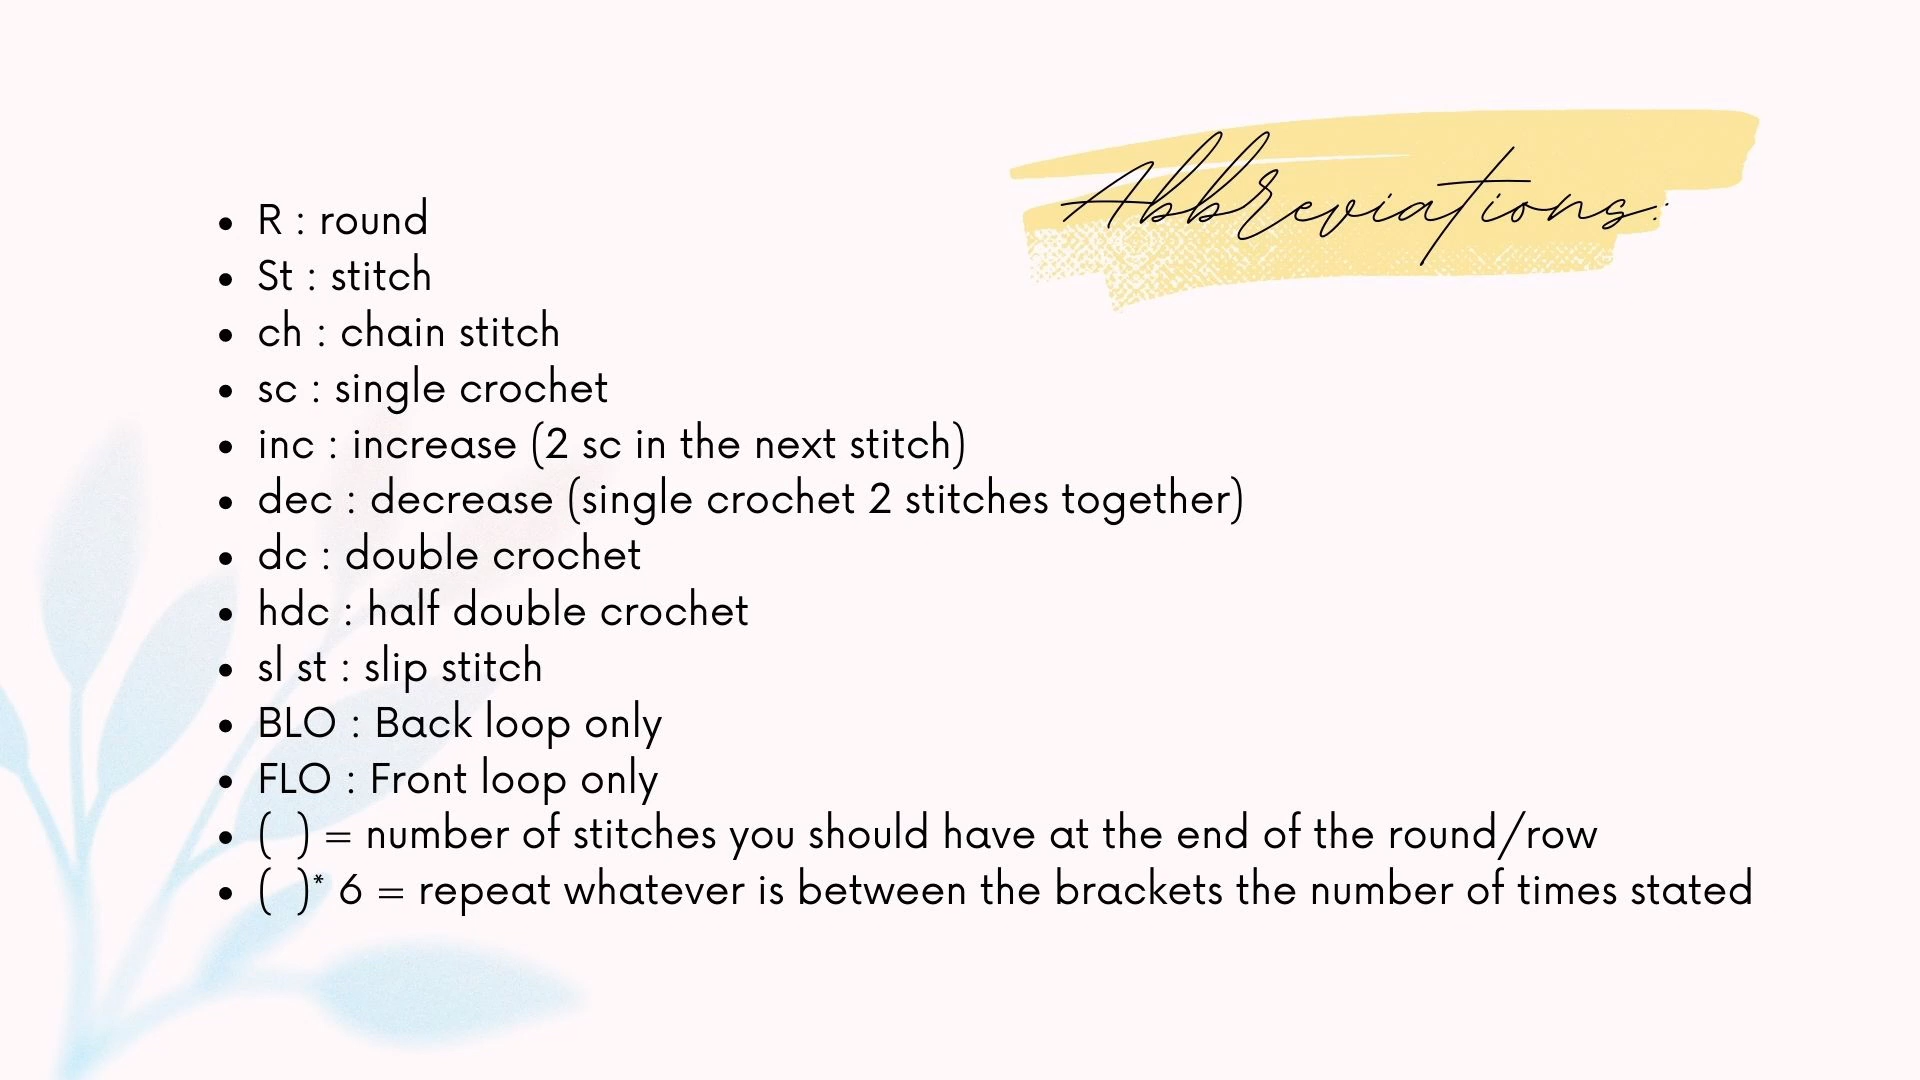 Abbreviations:
• R : round
• St : stitch
• ch : chain stitch
• sc : single crochet
• inc : increase (2 sc in the next stitch)
• dec : decrease (single crochet 2 stitches together)
• dc : double crochet
• hdc : half double crochet
• sl st : slip stitch
• BLO : Back loop only
• FLO : Front loop only
• (  ) = number of stitches you should have at the end of the round/row
• (  )* 6 = repeat whatever is between the brackets the number of times stated